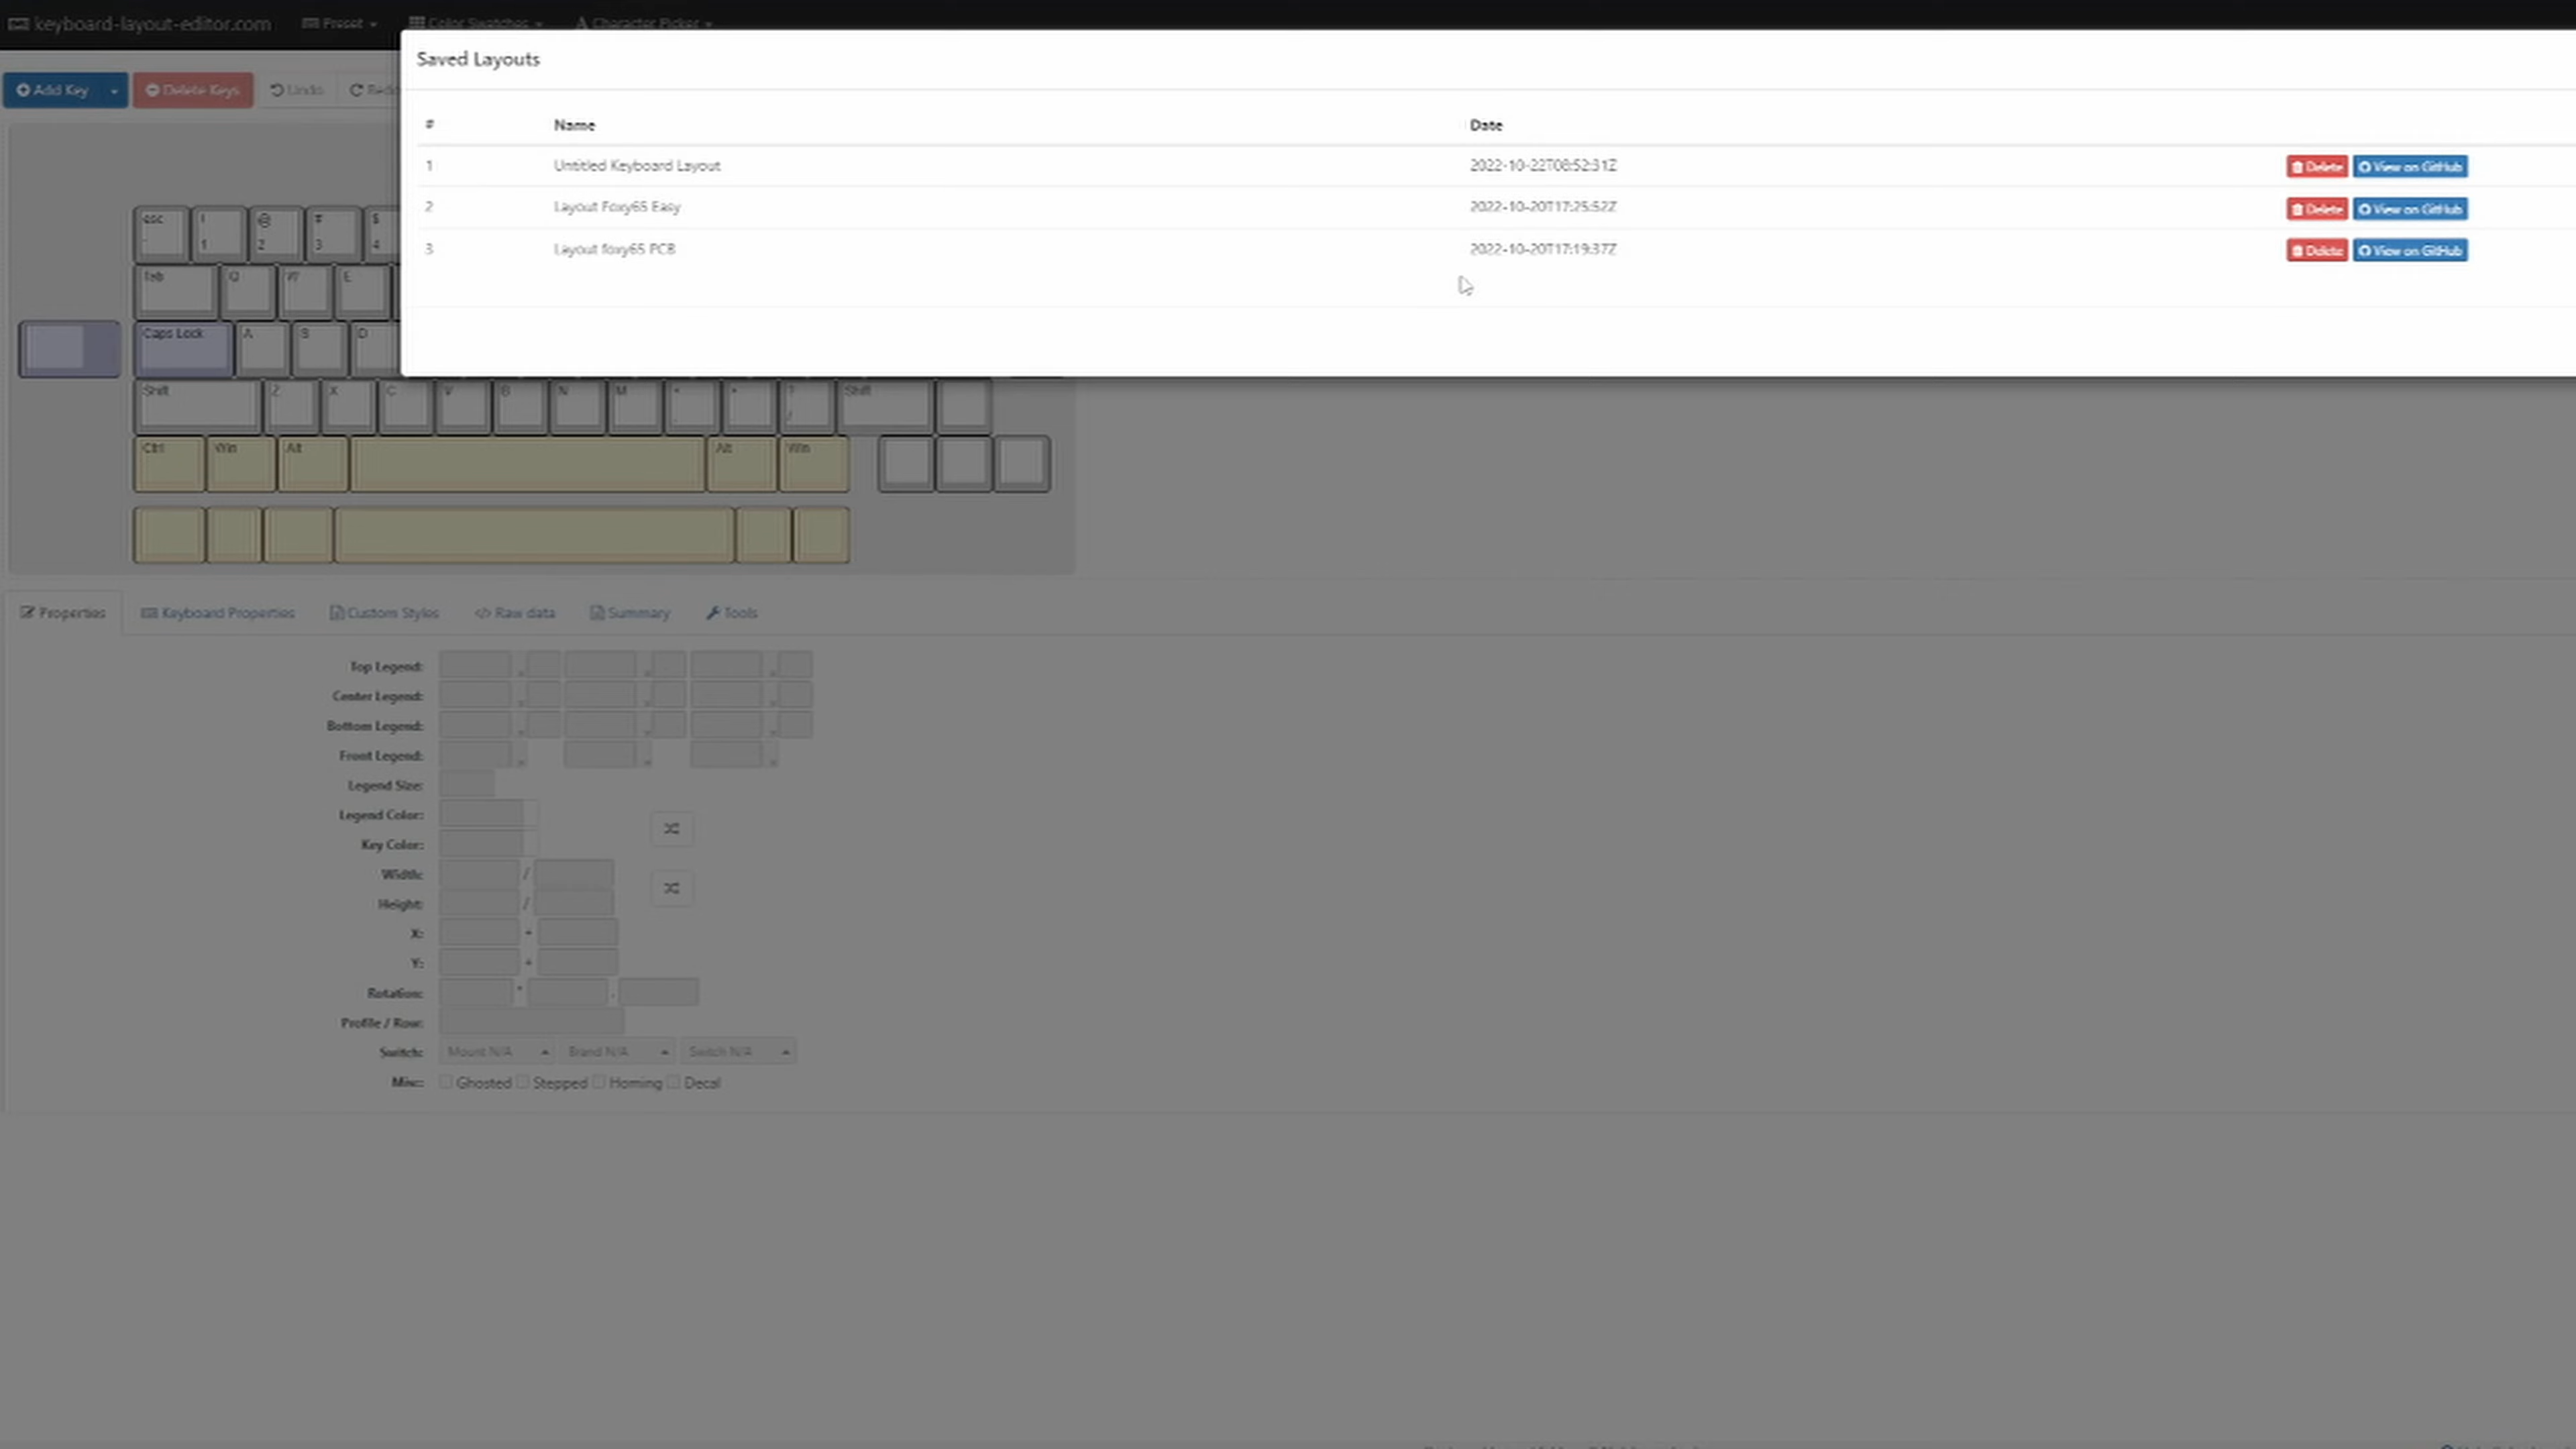 keyboard-layout-editor.com Preset Color Swatches Character Picker
Saved Layouts
Add Key Delete Keys Undo
# Name Date
1 Untitled Keyboard Layout 2022-10-22T08:52:31Z Delete View on GitHub
2 Layout Foxy65 Easy 2022-10-20T17:25:52Z Delete View on GitHub
3 Layout foxy65 PCB 2022-10-20T17:19:37Z Delete View on GitHub
esc ! @ # $
1 2 3 4
Tab Q W E
Caps Lock A S D
Shift Z X C V B N M ? Shift
/
Ctrl Win Alt Alt Win
Properties Keyboard Properties Custom Styles </> Raw data Summary Tools
Top Legend:
Center Legend:
Bottom Legend:
Front Legend:
Legend Size:
Legend Color:
Key Color:
Width: /
Height: /
X: +
Y: +
Rotation:
Profile / Row:
Switch: Mount N/A Brand N/A Switch N/A
Misc: Ghosted Stepped Homing Decal